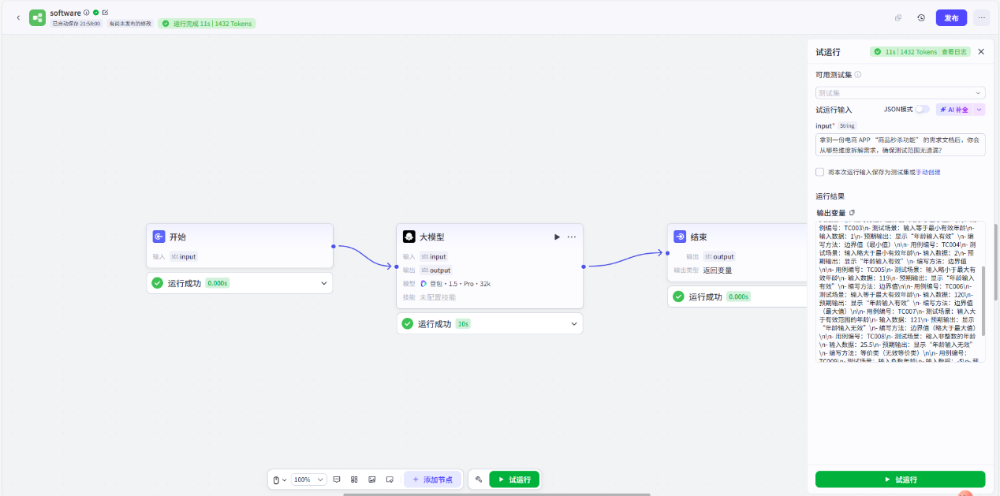 software
已自动保存 21:58:00
有尚未发布的修改
运行完成 11s | 1432 Tokens
发布
开始
输入 str. input
运行成功 0.000s
大模型
输入 str. input
输出 str. output
模型 豆包·1.5·Pro·32k
技能 未配置技能
运行成功 10s
结束
输出 str. output
输出类型 返回变量
运行成功 0.000s
100%
添加节点
试运行
试运行
11s | 1432 Tokens 查看日志
可用测试集
测试集
试运行输入
JSON模式
AI 补全
input* String
拿到一份电商 APP “商品秒杀功能” 的需求文档后，你会
从哪些维度拆解需求，确保测试范围无遗漏？
将本次运行输入保存为测试集或手动创建
运行结果
输出变量
例编号：TC003\n- 测试场景：输入等于最小有效年龄\n-
输入数据：1\n- 预期输出：显示 “年龄输入有效” \n- 编
写方法：边界值（最小值）\n\n- 用例编号：TC004\n- 测
试场景：输入略大于最小有效年龄\n- 输入数据：2\n- 预
期输出：显示 “年龄输入有效” \n- 编写方法：边界值
\n\n- 用例编号：TC005\n- 测试场景：输入略小于最大有
效年龄\n- 输入数据：119\n- 预期输出：显示 “年龄输入
有效” \n- 编写方法：边界值\n\n- 用例编号：TC006\n-
测试场景：输入等于最大有效年龄\n- 输入数据：120\n-
预期输出：显示 “年龄输入有效” \n- 编写方法：边界值
（最大值）\n\n- 用例编号：TC007\n- 测试场景：输入大
于有效范围的年龄\n- 输入数据：121\n- 预期输出：显示
“年龄输入无效” \n- 编写方法：边界值（略大于最大值）
\n\n- 用例编号：TC008\n- 测试场景：输入非整数的年龄
\n- 输入数据：25.5\n- 预期输出：显示 “年龄输入无效”
\n- 编写方法：等价类（无效等价类）\n\n- 用例编号：
TC009\n- 测试场景：输入负数年龄\n- 输入数据：-5\n- 预
试运行